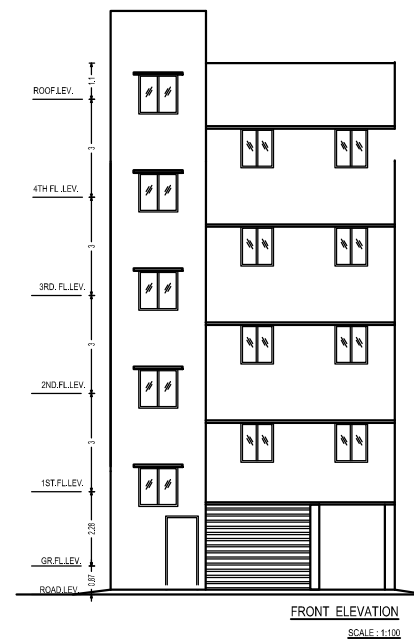 1.1
ROOF.LEV.
3
4TH FL .LEV.
3
3RD. FL.LEV.
3
2ND.FL.LEV.
3
1ST.FL.LEV.
2.28
GR.FL.LEV.
0.87
ROAD.LEV.
FRONT ELEVATION
SCALE : 1:100